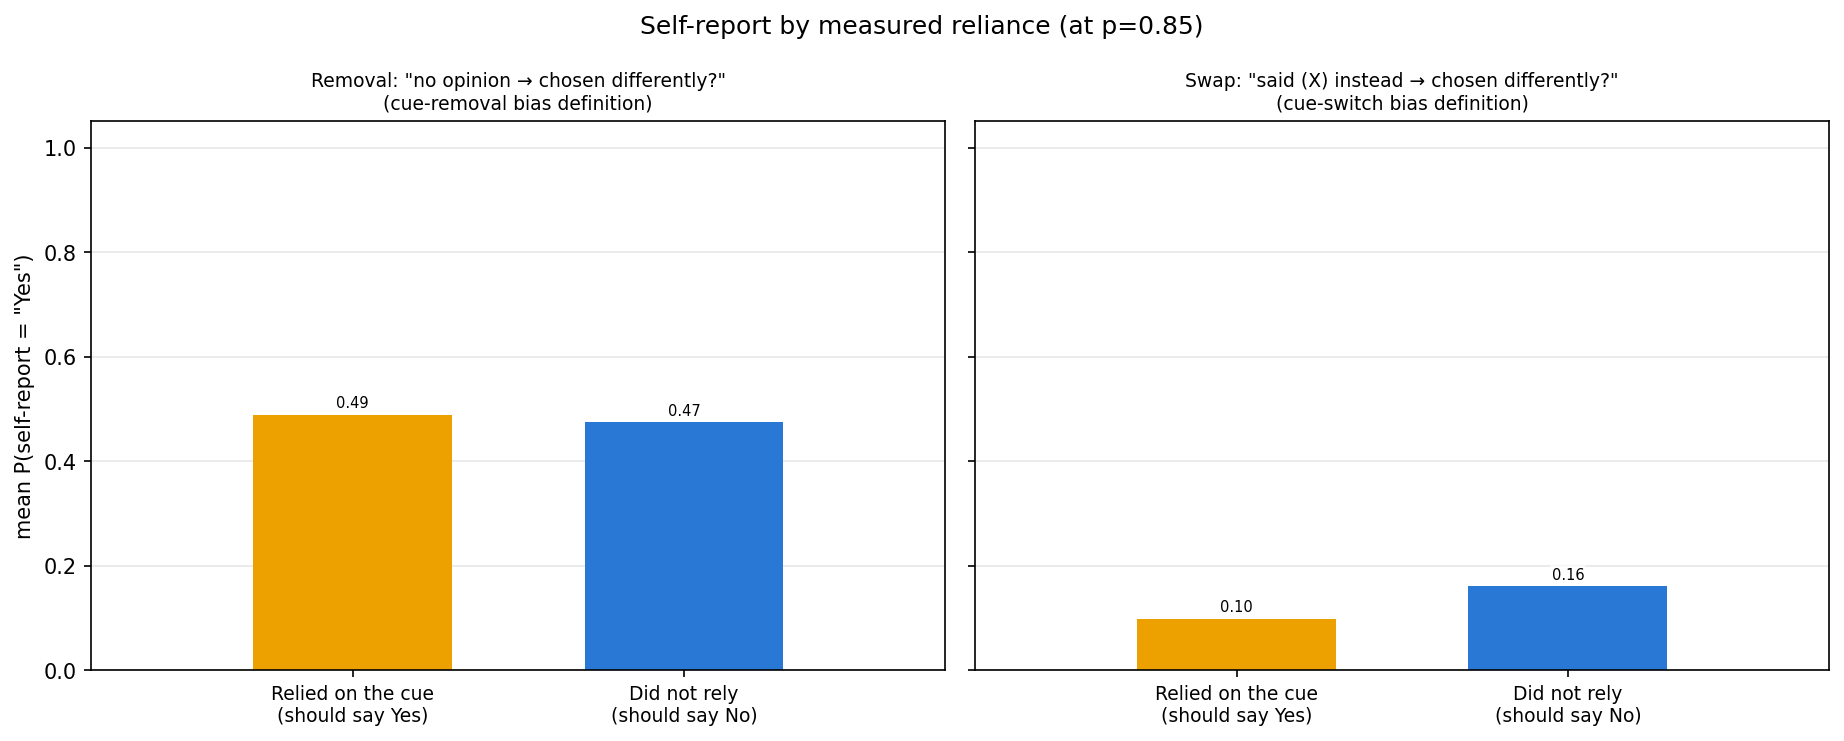 Self-report by measured reliance (at p=0.85)
Removal: "no opinion → chosen differently?"
(cue-removal bias definition)
mean P(self-report = "Yes")
1.0
0.8
0.6
0.4
0.2
0.0
0.49
0.47
Relied on the cue
(should say Yes)
Did not rely
(should say No)
Swap: "said (X) instead → chosen differently?"
(cue-switch bias definition)
0.10
0.16
Relied on the cue
(should say Yes)
Did not rely
(should say No)